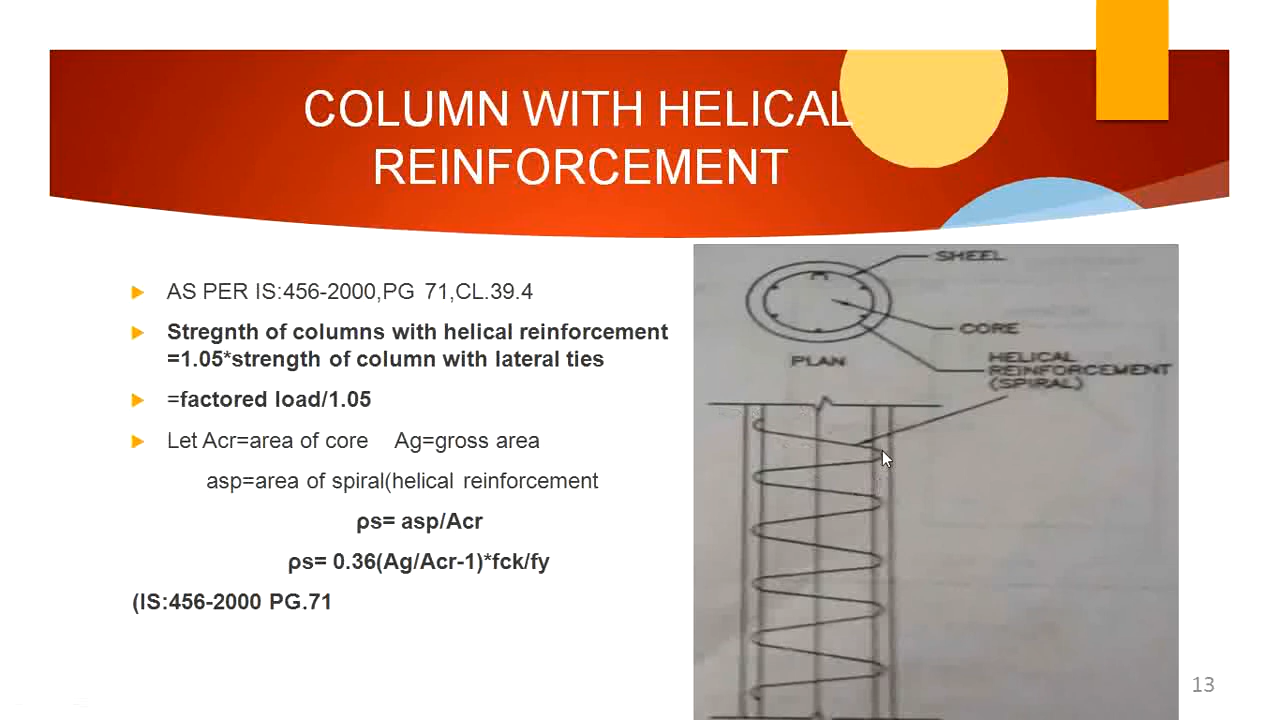 COLUMN WITH HELICAL
REINFORCEMENT
AS PER IS:456-2000,PG 71,CL.39.4
Stregnth of columns with helical reinforcement
=1.05*strength of column with lateral ties
=factored load/1.05
Let Acr=area of core Ag=gross area
asp=area of spiral(helical reinforcement
ρs= asp/Acr
ρs= 0.36(Ag/Acr-1)*fck/fy
(IS:456-2000 PG.71
SHEEL
CORE
PLAN
HELICAL
REINFORCEMENT
(SPIRAL)
13